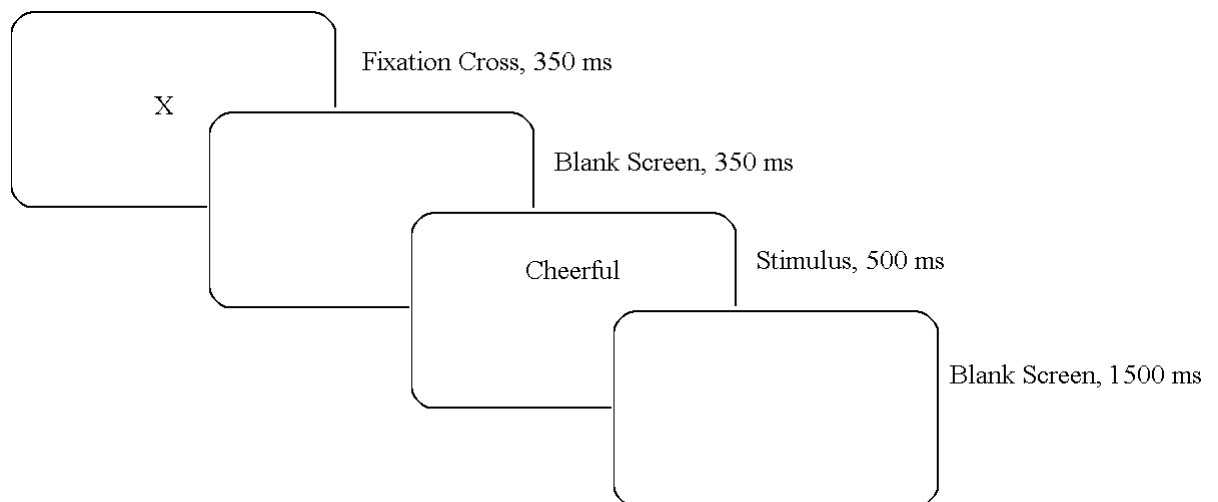 Fixation Cross, 350 ms
X
Blank Screen, 350 ms
Cheerful
Stimulus, 500 ms
Blank Screen, 1500 ms